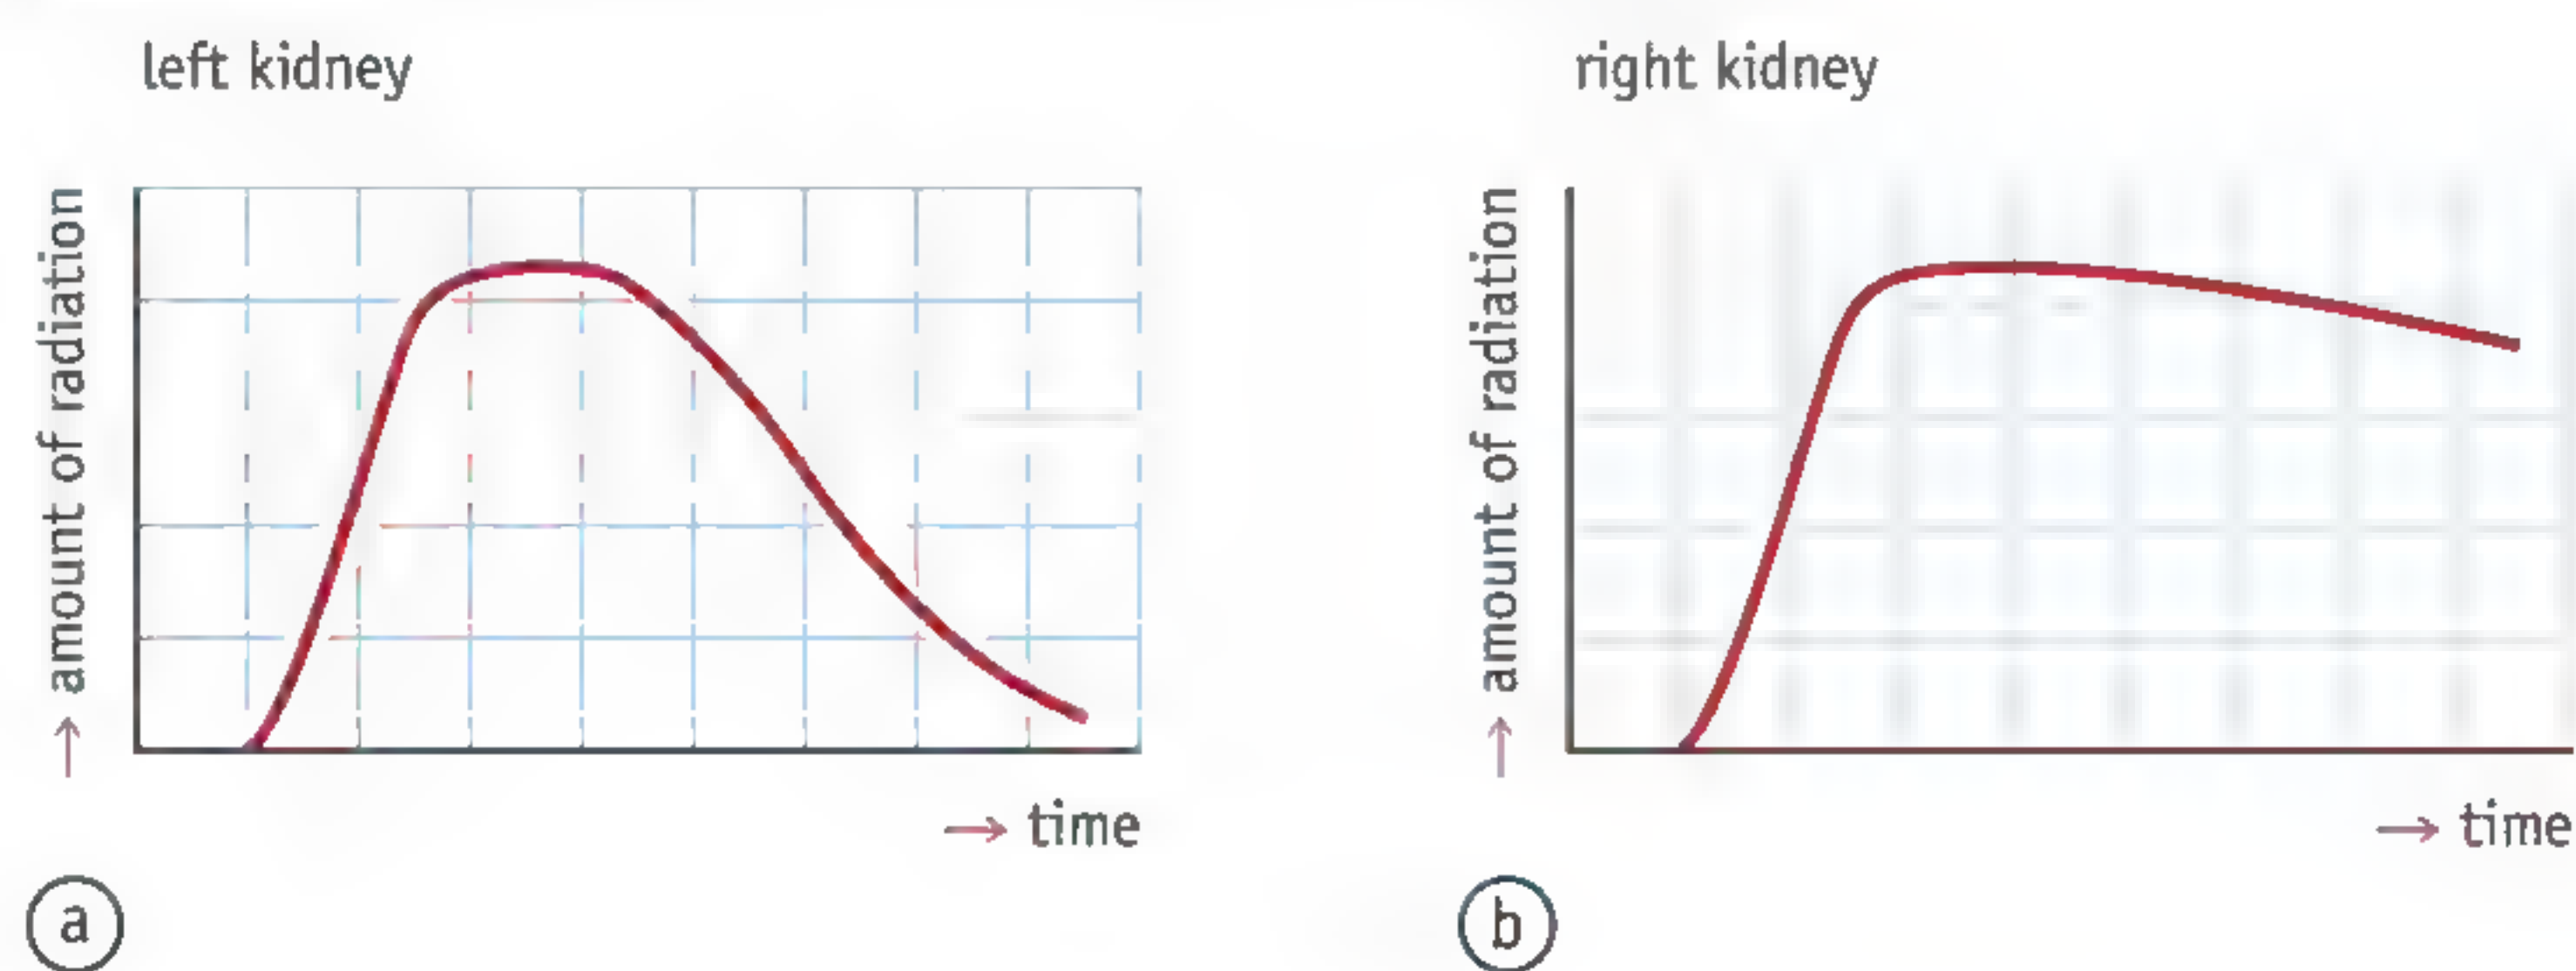 left kidney
→ amount of radiation
→ time
a
right kidney
→ amount of radiation
→ time
b